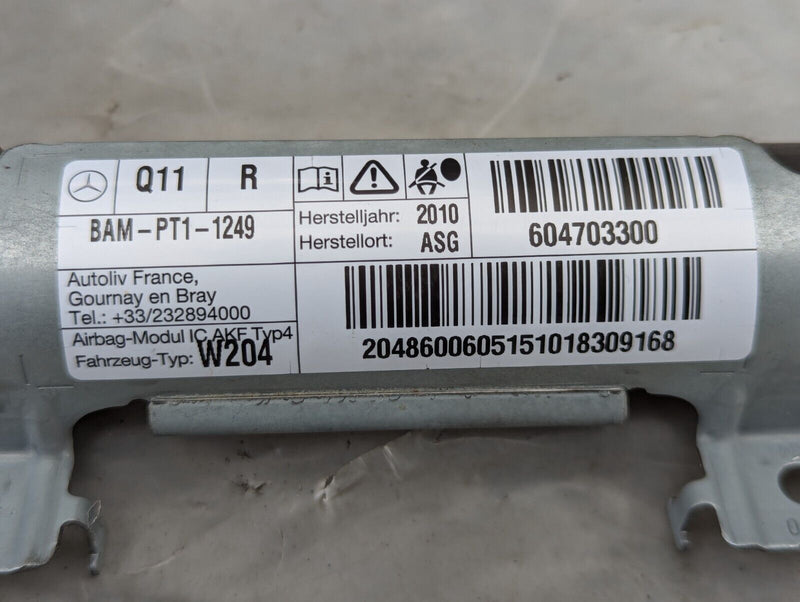 Q11 R
BAM-PT1-1249
Herstelljahr: 2010
Herstellort: ASG
604703300
Autoliv France,
Gournay en Bray
Tel.: +33/232894000
Airbag-Modul IC AKF Typ4
Fahrzeug-Typ: W204
2048600605151018309168